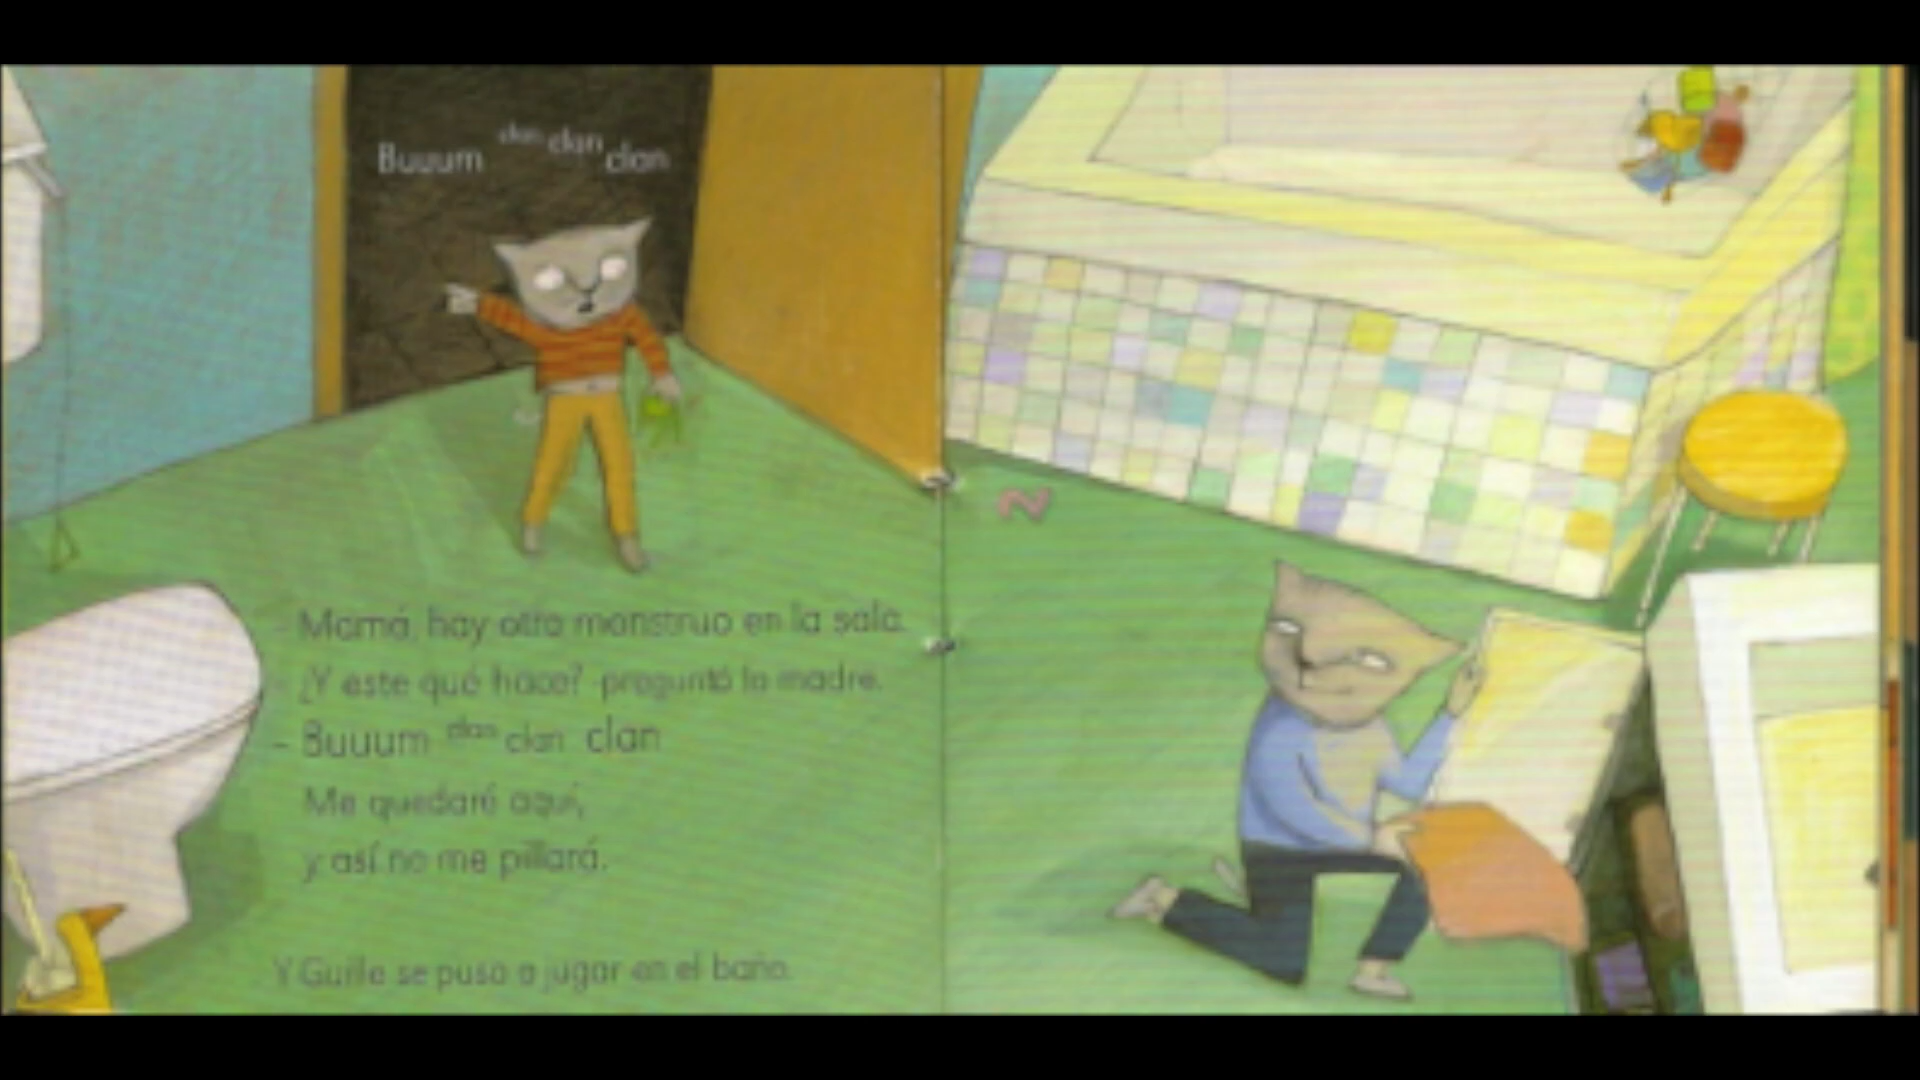 Buuum clan clan clan
- Mamá, hay otro monstruo en la sala.
- ¿Y este qué hace? -preguntó la madre.
- Buuum clan clan clan
Me quedaré aquí,
y así no me pillará.
Y Guille se puso a jugar en el baño.